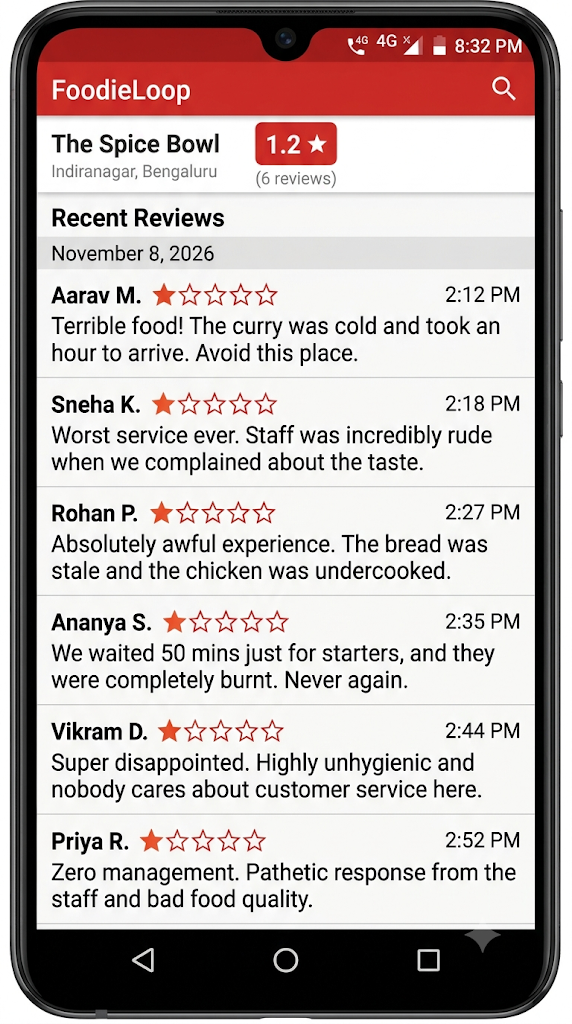 4G 4G x 8:32 PM
FoodieLoop
The Spice Bowl 1.2 ★
Indiranagar, Bengaluru (6 reviews)
Recent Reviews
November 8, 2026
Aarav M. ★☆☆☆☆ 2:12 PM
Terrible food! The curry was cold and took an
hour to arrive. Avoid this place.
Sneha K. ★☆☆☆☆ 2:18 PM
Worst service ever. Staff was incredibly rude
when we complained about the taste.
Rohan P. ★☆☆☆☆ 2:27 PM
Absolutely awful experience. The bread was
stale and the chicken was undercooked.
Ananya S. ★☆☆☆☆ 2:35 PM
We waited 50 mins just for starters, and they
were completely burnt. Never again.
Vikram D. ★☆☆☆☆ 2:44 PM
Super disappointed. Highly unhygienic and
nobody cares about customer service here.
Priya R. ★☆☆☆☆ 2:52 PM
Zero management. Pathetic response from the
staff and bad food quality.